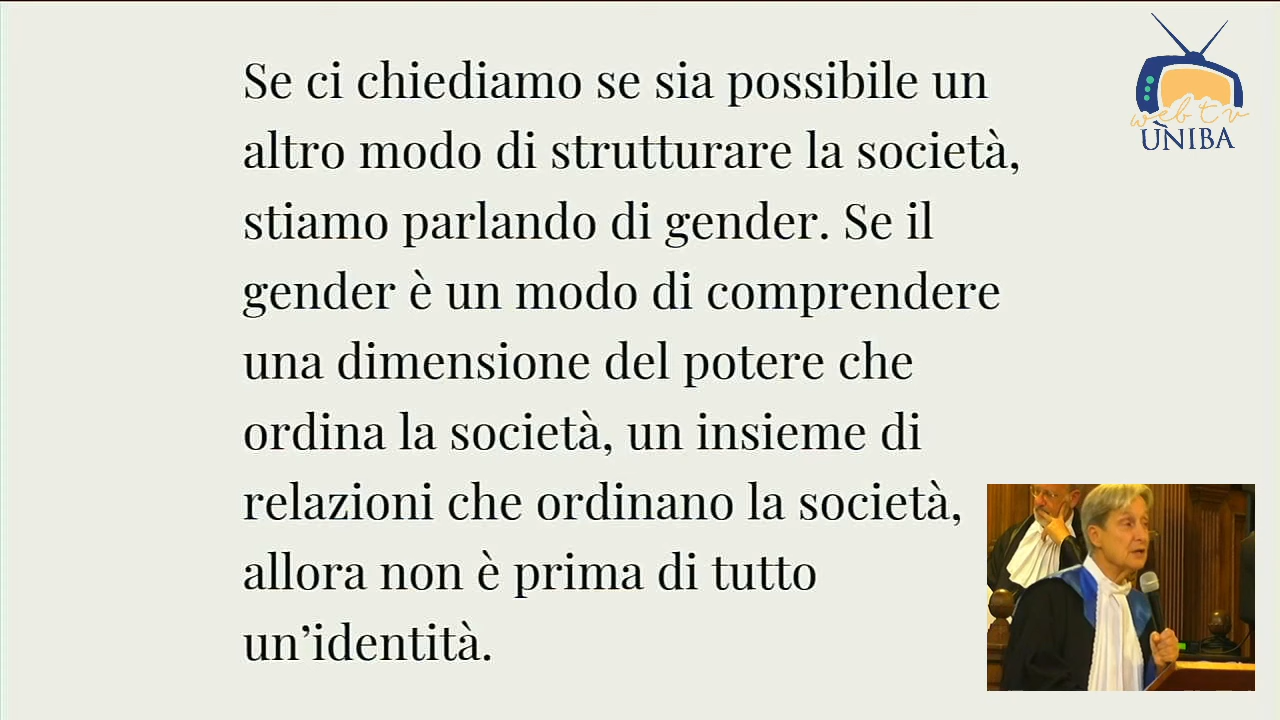 Se ci chiediamo se sia possibile un
altro modo di strutturare la società,
stiamo parlando di gender. Se il
gender è un modo di comprendere
una dimensione del potere che
ordina la società, un insieme di
relazioni che ordinano la società,
allora non è prima di tutto
un’identità.
web tv
UNIBA